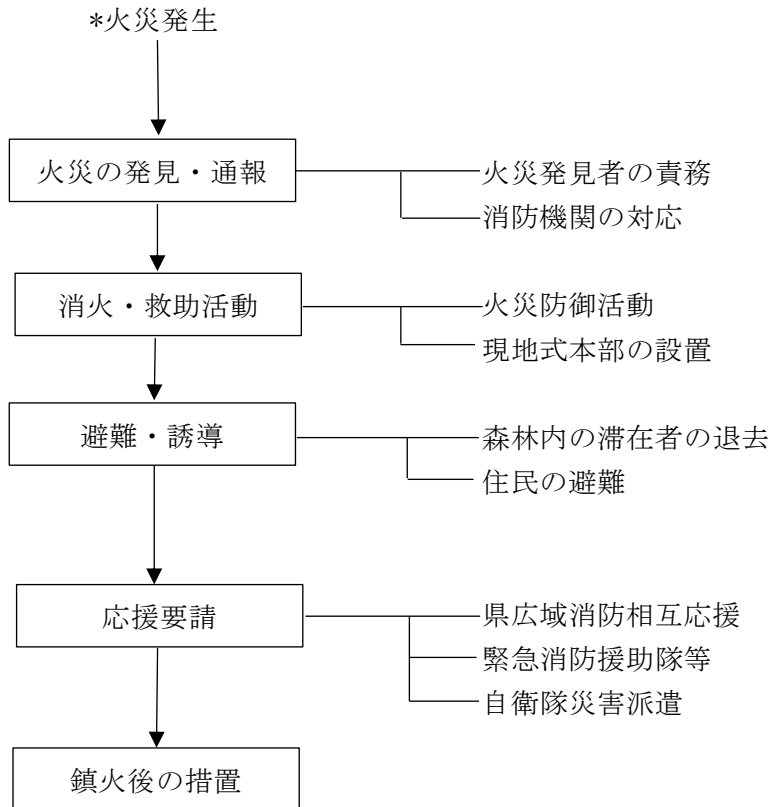 *火災発生
火災の発見・通報
火災発見者の責務
消防機関の対応
消火・救助活動
火災防御活動
現地式本部の設置
避難・誘導
森林内の滞在者の退去
住民の避難
応援要請
県広域消防相互応援
緊急消防援助隊等
自衛隊災害派遣
鎮火後の措置